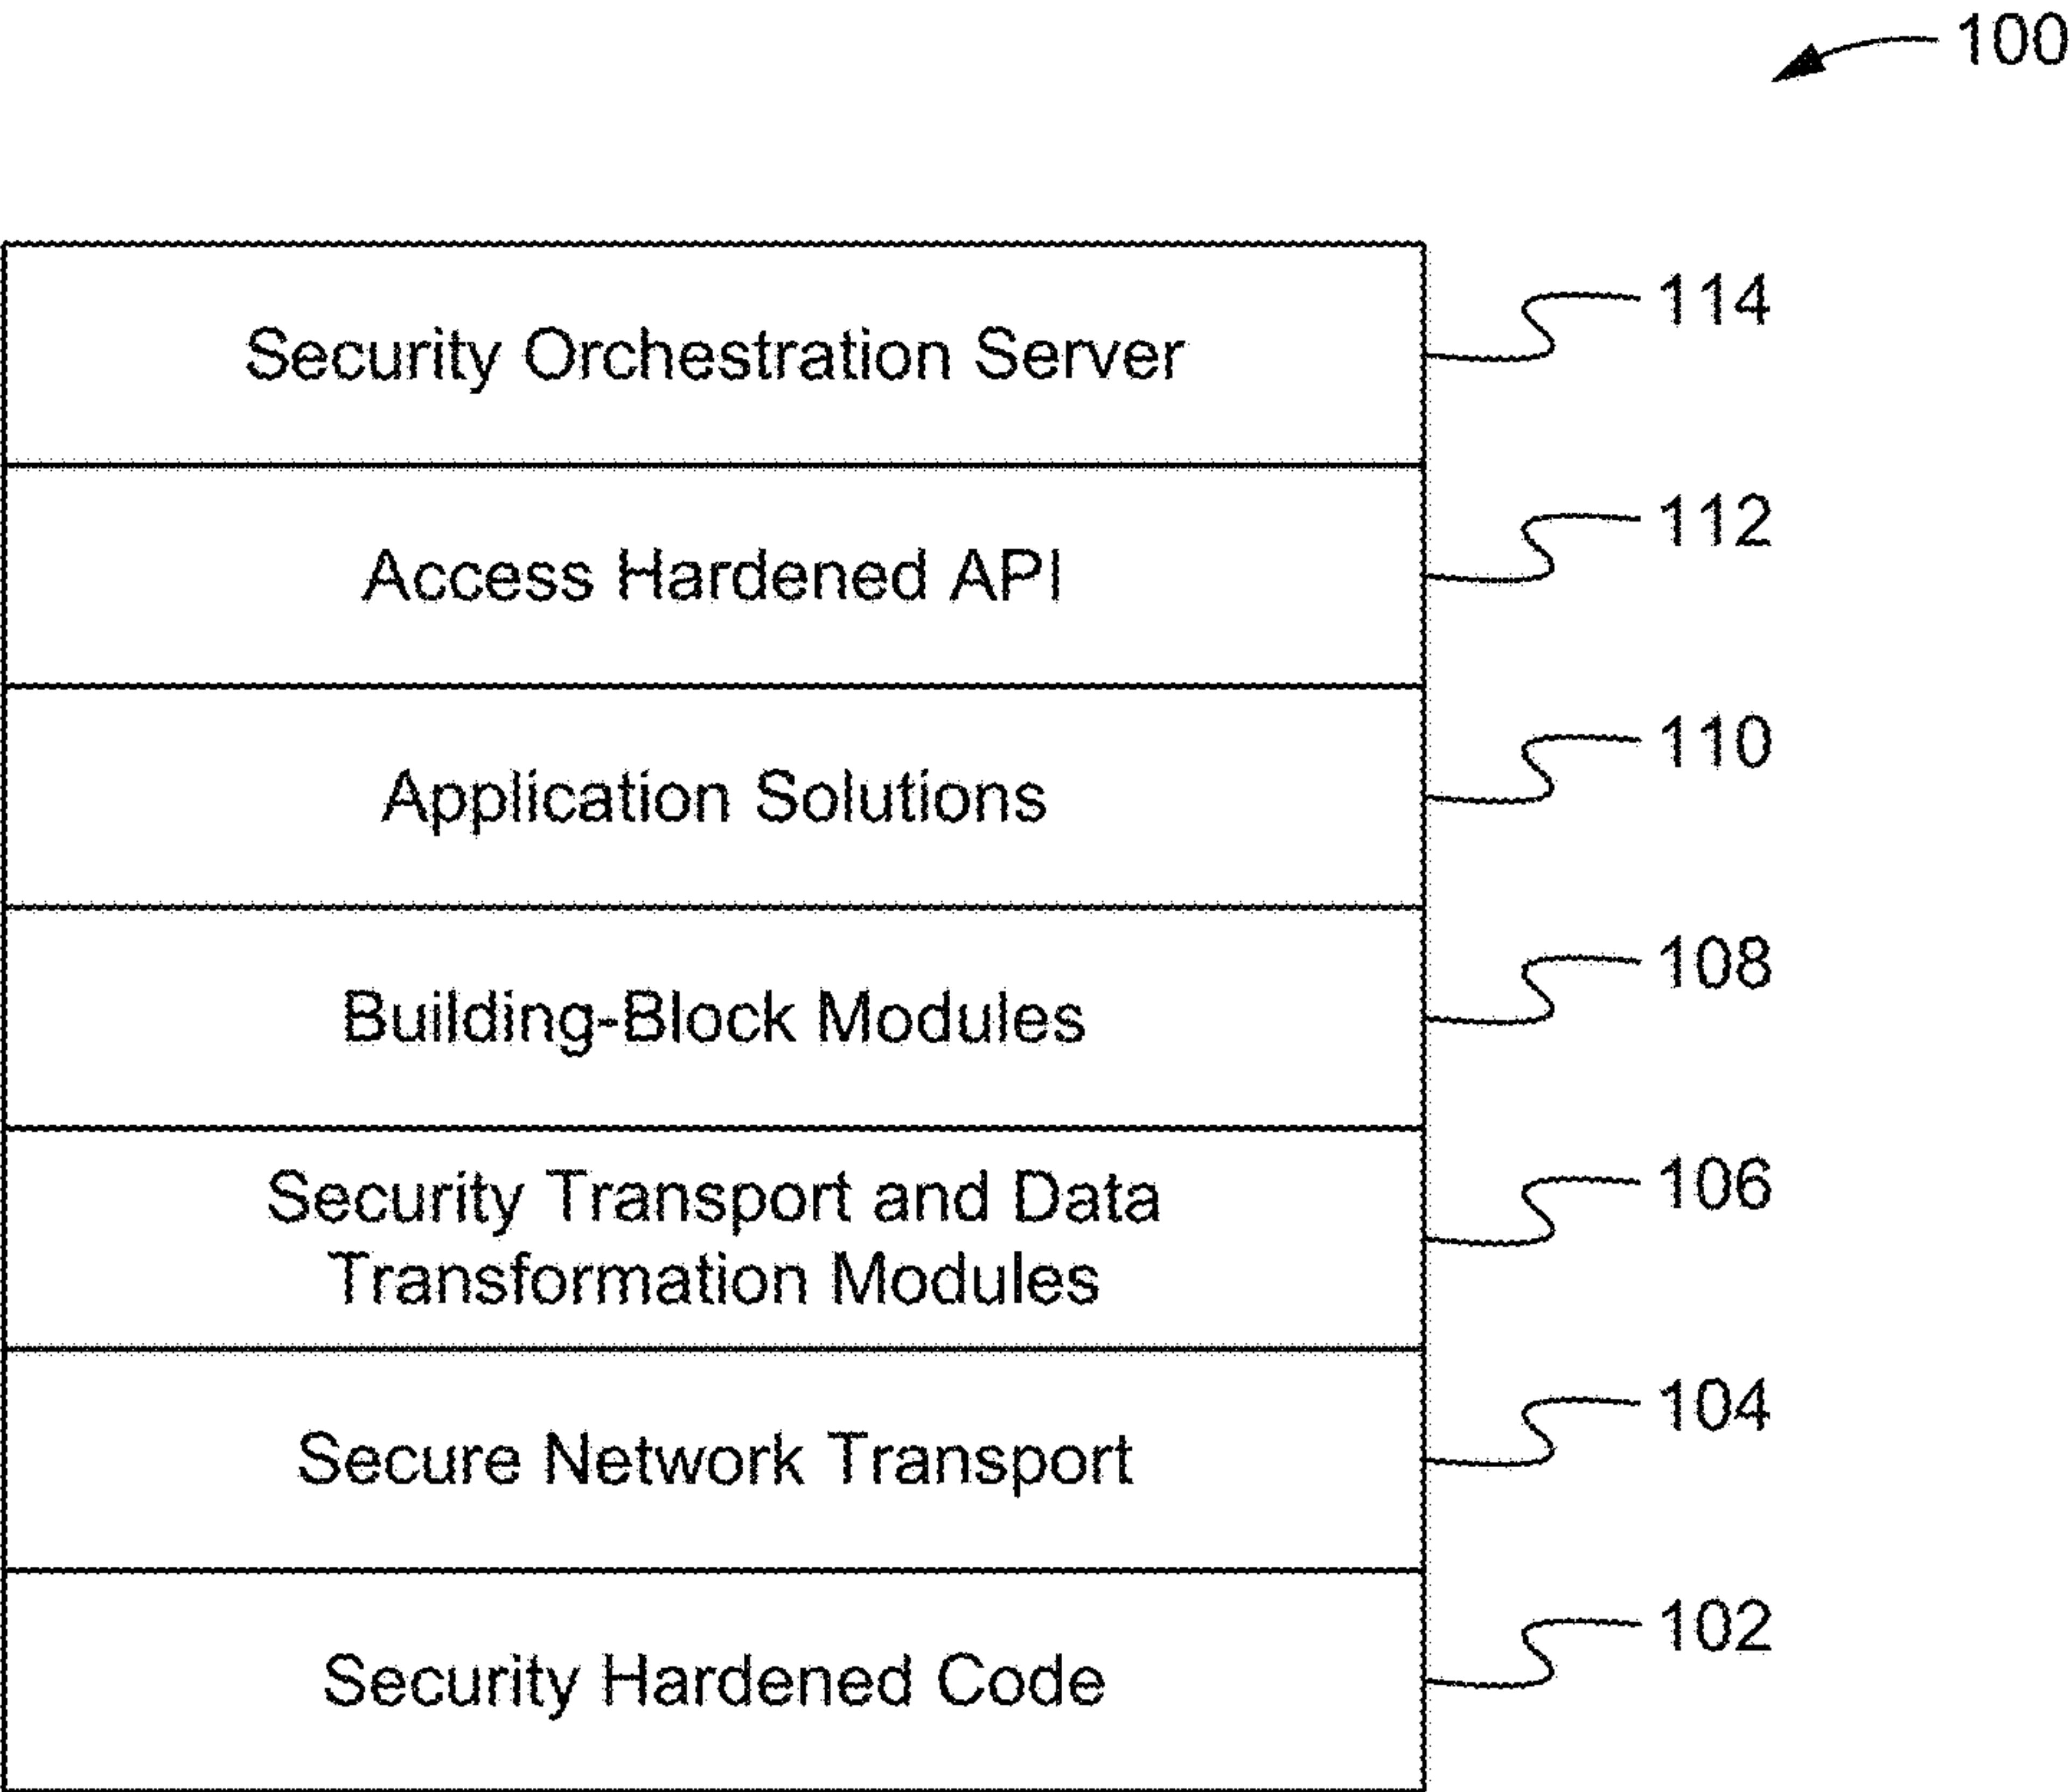 100
Security Orchestration Server
114
Access Hardened API
112
Application Solutions
110
Building-Block Modules
108
Security Transport and Data
Transformation Modules
106
Secure Network Transport
104
Security Hardened Code
102